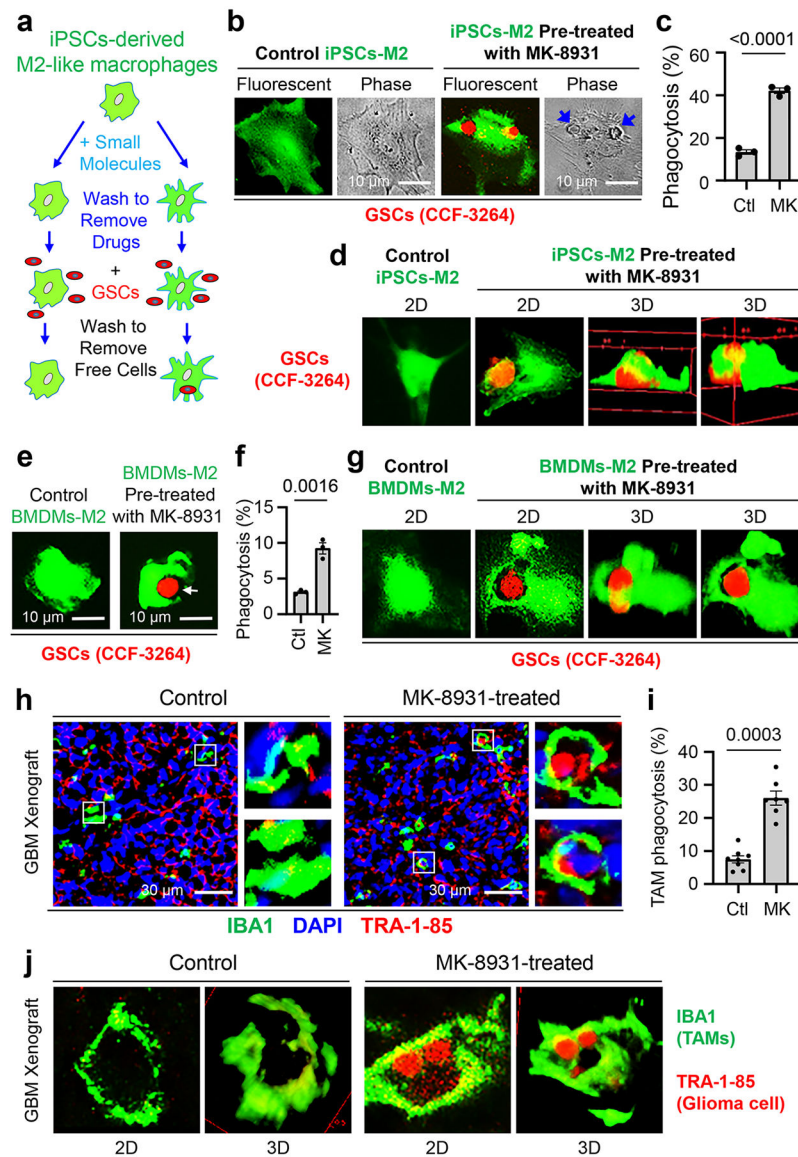 a
iPSCs-derived
M2-like macrophages
+ Small
Molecules
Wash to
Remove
Drugs
+
GSCs
Wash to
Remove
Free Cells
b
Control iPSCs-M2
iPSCs-M2 Pre-treated
with MK-8931
Fluorescent
Phase
Fluorescent
Phase
10 µm
10 µm
GSCs (CCF-3264)
c
<0.0001
Phagocytosis (%)
60
40
20
0
Ctl
MK
d
Control
iPSCs-M2
iPSCs-M2 Pre-treated
with MK-8931
2D
2D
3D
3D
GSCs
(CCF-3264)
e
Control
BMDMs-M2
BMDMs-M2
Pre-treated
with MK-8931
10 µm
10 µm
GSCs (CCF-3264)
f
0.0016
Phagocytosis (%)
15
10
5
0
Ctl
MK
g
Control
BMDMs-M2
BMDMs-M2 Pre-treated
with MK-8931
2D
2D
3D
3D
GSCs (CCF-3264)
h
Control
MK-8931-treated
GBM Xenograft
30 µm
30 µm
IBA1 DAPI TRA-1-85
i
0.0003
TAM phagocytosis (%)
50
40
30
20
10
0
Ctl
MK
j
Control
MK-8931-treated
GBM Xenograft
IBA1
(TAMs)
TRA-1-85
(Glioma cell)
2D
3D
2D
3D